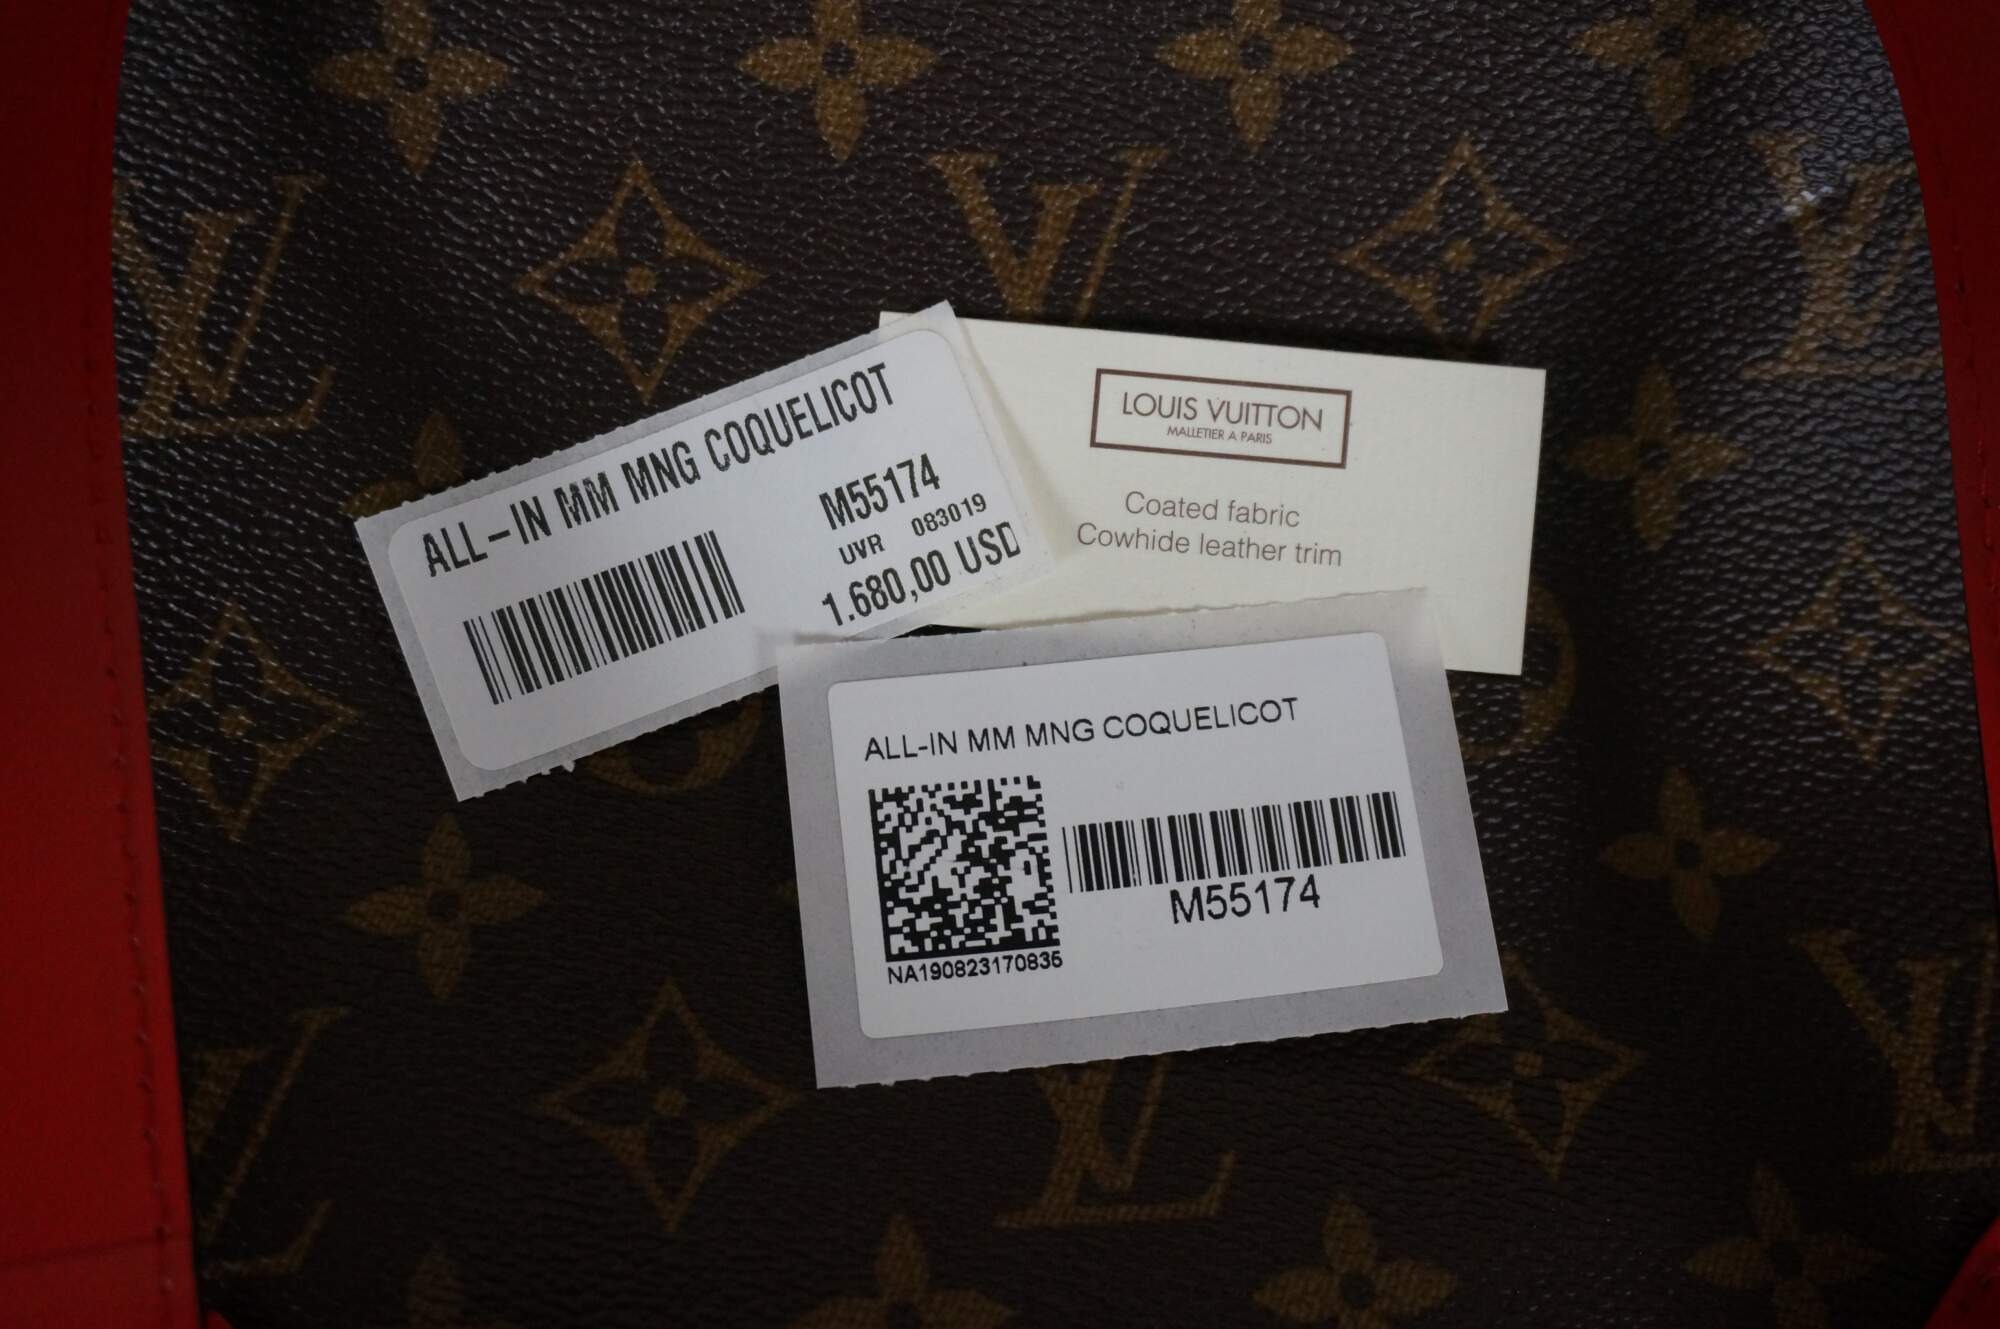 ALL-IN MM MNG COQUELICOT
M55174
UVR 083019
1.680,00 USD
LOUIS VUITTON
MALLETIER A PARIS
Coated fabric
Cowhide leather trim
ALL-IN MM MNG COQUELICOT
M55174
NA190823170835